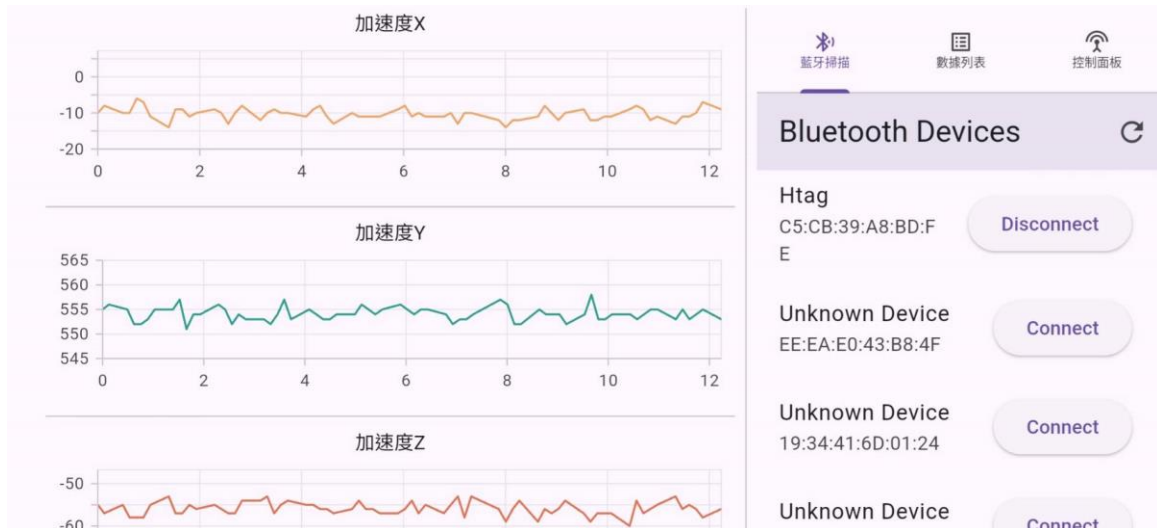 加速度X
0
-10
-20
0 2 4 6 8 10 12
加速度Y
565
560
555
550
545
0 2 4 6 8 10 12
加速度Z
-50
-60
藍牙掃描 數據列表 控制面板
Bluetooth Devices
Htag
C5:CB:39:A8:BD:F
E
Disconnect
Unknown Device
EE:EA:E0:43:B8:4F
Connect
Unknown Device
19:34:41:6D:01:24
Connect
Unknown Device
Connect